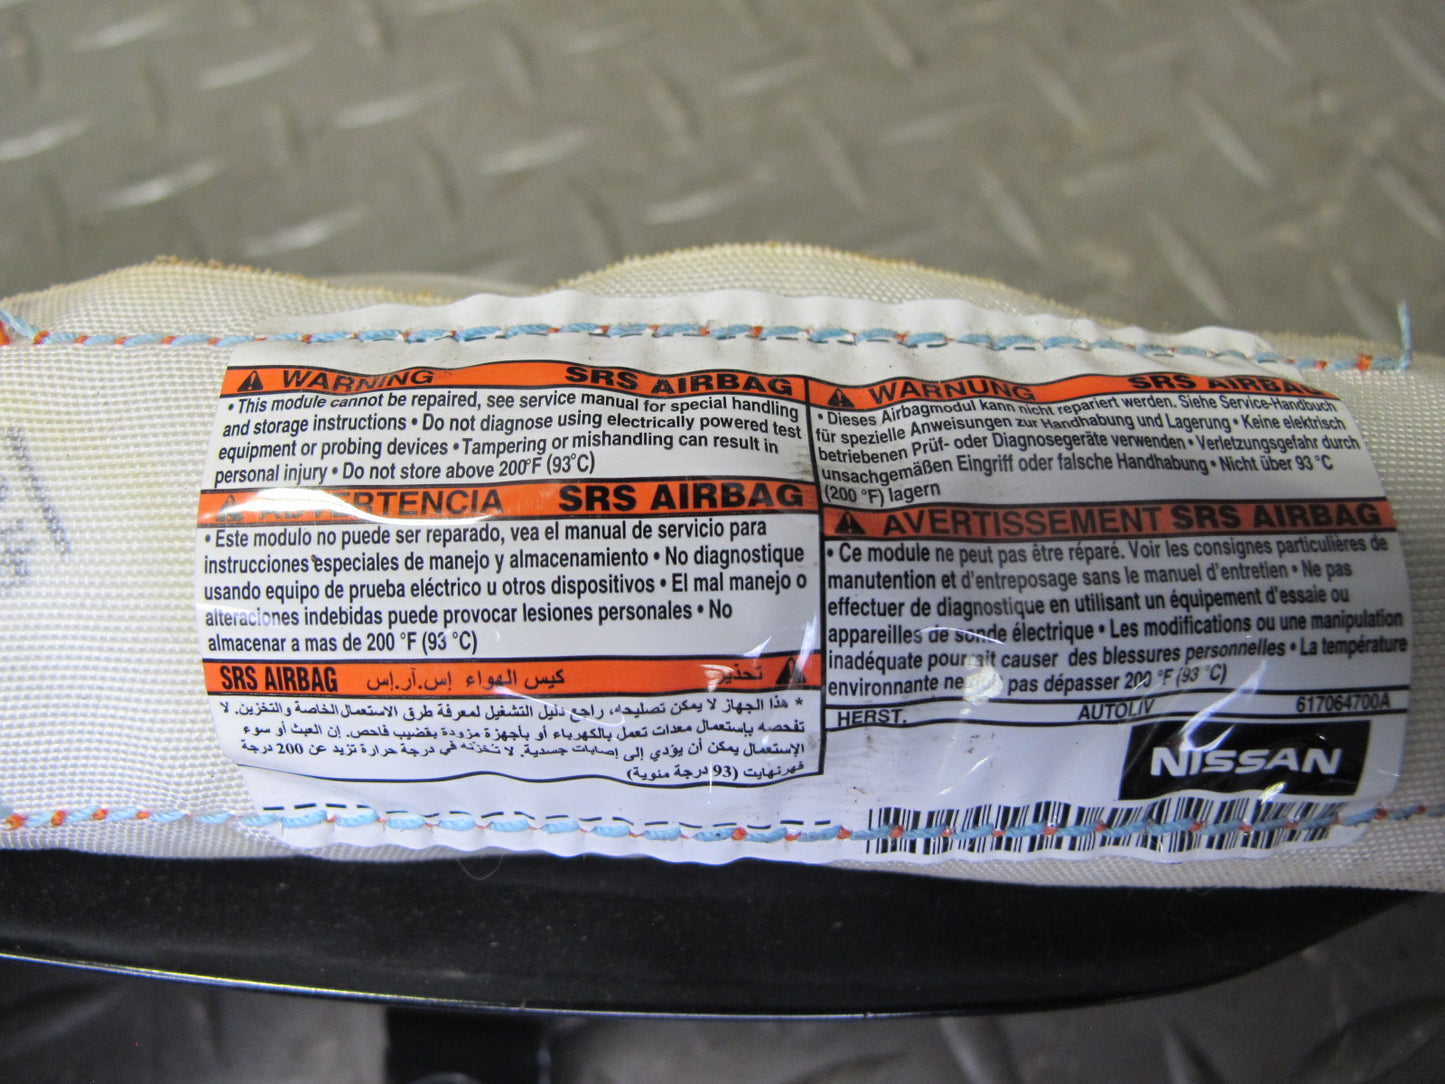 WARNING SRS AIRBAG
• This module cannot be repaired, see service manual for special handling
and storage instructions • Do not diagnose using electrically powered test
equipment or probing devices • Tampering or mishandling can result in
personal injury • Do not store above 200°F (93°C)
ADVERTENCIA SRS AIRBAG
• Este modulo no puede ser reparado, vea el manual de servicio para
instrucciones especiales de manejo y almacenamiento • No diagnostique
usando equipo de prueba eléctrico u otros dispositivos • El mal manejo o
alteraciones indebidas puede provocar lesiones personales • No
almacenar a mas de 200 °F (93 °C)
SRS AIRBAG كيس الهواء إس.آر.إس تحذير
* هذا الجهاز لا يمكن تصليحه، راجع دليل التشغيل لمعرفة طرق الاستعمال الخاصة والتخزين. لا
تفحصه بإستعمال معدات تعمل بالكهرباء أو بأجهزة مزودة بقضيب فاحص. إن العبث أو سوء
الإستعمال يمكن أن يؤدي إلى إصابات جسدية. لا تخزنه في درجة حرارة تزيد عن 200 درجة
فهرنهايت (93 درجة مئوية)
WARNUNG SRS AIRBAG
• Dieses Airbagmodul kann nicht repariert werden. Siehe Service-Handbuch
für spezielle Anweisungen zur Handhabung und Lagerung • Keine elektrisch
betriebenen Prüf- oder Diagnosegeräte verwenden • Verletzungsgefahr durch
unsachgemäßen Eingriff oder falsche Handhabung • Nicht über 93 °C
(200 °F) lagern
AVERTISSEMENT SRS AIRBAG
• Ce module ne peut pas être réparé. Voir les consignes particulières de
manutention et d'entreposage sans le manuel d'entretien • Ne pas
effectuer de diagnostique en utilisant un équipement d'essaie ou
appareilles de sonde électrique • Les modifications ou une manipulation
inadéquate pourrait causer des blessures personnelles • La température
environnante ne pas dépasser 200 °F (93 °C)
HERST. AUTOLIV 617064700A
NISSAN